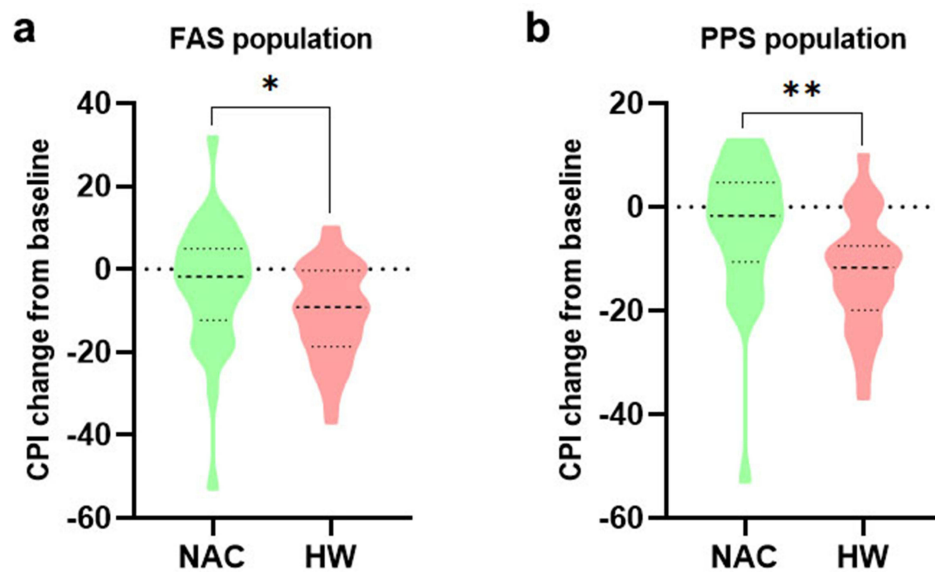 a
FAS population
*
CPI change from baseline
40
20
0
-20
-40
-60
NAC
HW
b
PPS population
**
CPI change from baseline
20
0
-20
-40
-60
NAC
HW